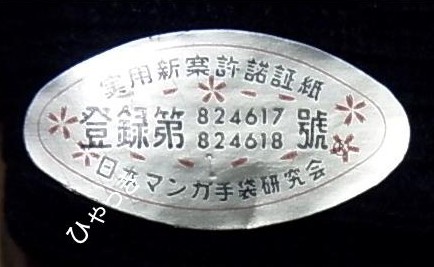 実用新案許諾証紙
登録第 824617 號
824618
日本マンガ手袋研究会